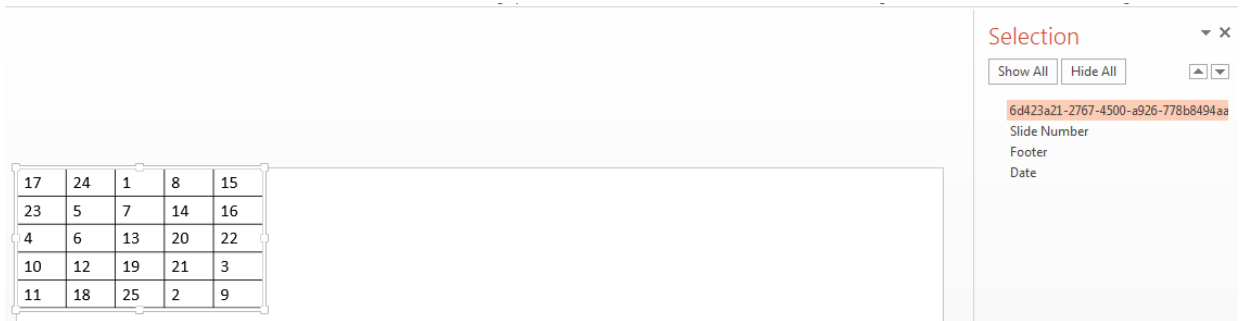 Selection
Show All Hide All
6d423a21-2767-4500-a926-778b8494aa
Slide Number
Footer
Date
17 24 1 8 15
23 5 7 14 16
4 6 13 20 22
10 12 19 21 3
11 18 25 2 9